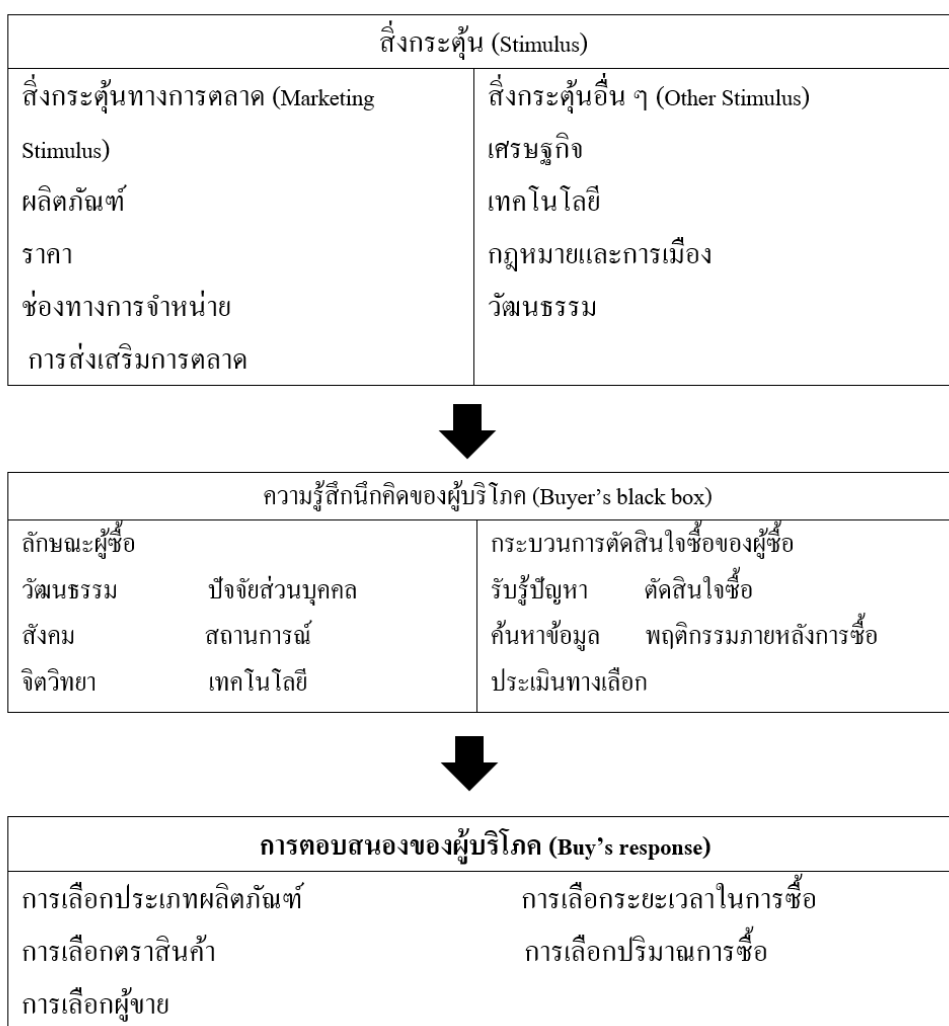 สิ่งกระตุ้น (Stimulus)
สิ่งกระตุ้นทางการตลาด (Marketing
Stimulus)
ผลิตภัณฑ์
ราคา
ช่องทางการจำหน่าย
การส่งเสริมการตลาด
สิ่งกระตุ้นอื่น ๆ (Other Stimulus)
เศรษฐกิจ
เทคโนโลยี
กฎหมายและการเมือง
วัฒนธรรม
ความรู้สึกนึกคิดของผู้บริโภค (Buyer's black box)
ลักษณะผู้ซื้อ
วัฒนธรรม ปัจจัยส่วนบุคคล
สังคม สถานการณ์
จิตวิทยา เทคโนโลยี
กระบวนการตัดสินใจซื้อของผู้ซื้อ
รับรู้ปัญหา ตัดสินใจซื้อ
ค้นหาข้อมูล พฤติกรรมภายหลังการซื้อ
ประเมินทางเลือก
การตอบสนองของผู้บริโภค (Buy's response)
การเลือกประเภทผลิตภัณฑ์ การเลือกระยะเวลาในการซื้อ
การเลือกตราสินค้า การเลือกปริมาณการซื้อ
การเลือกผู้ขาย